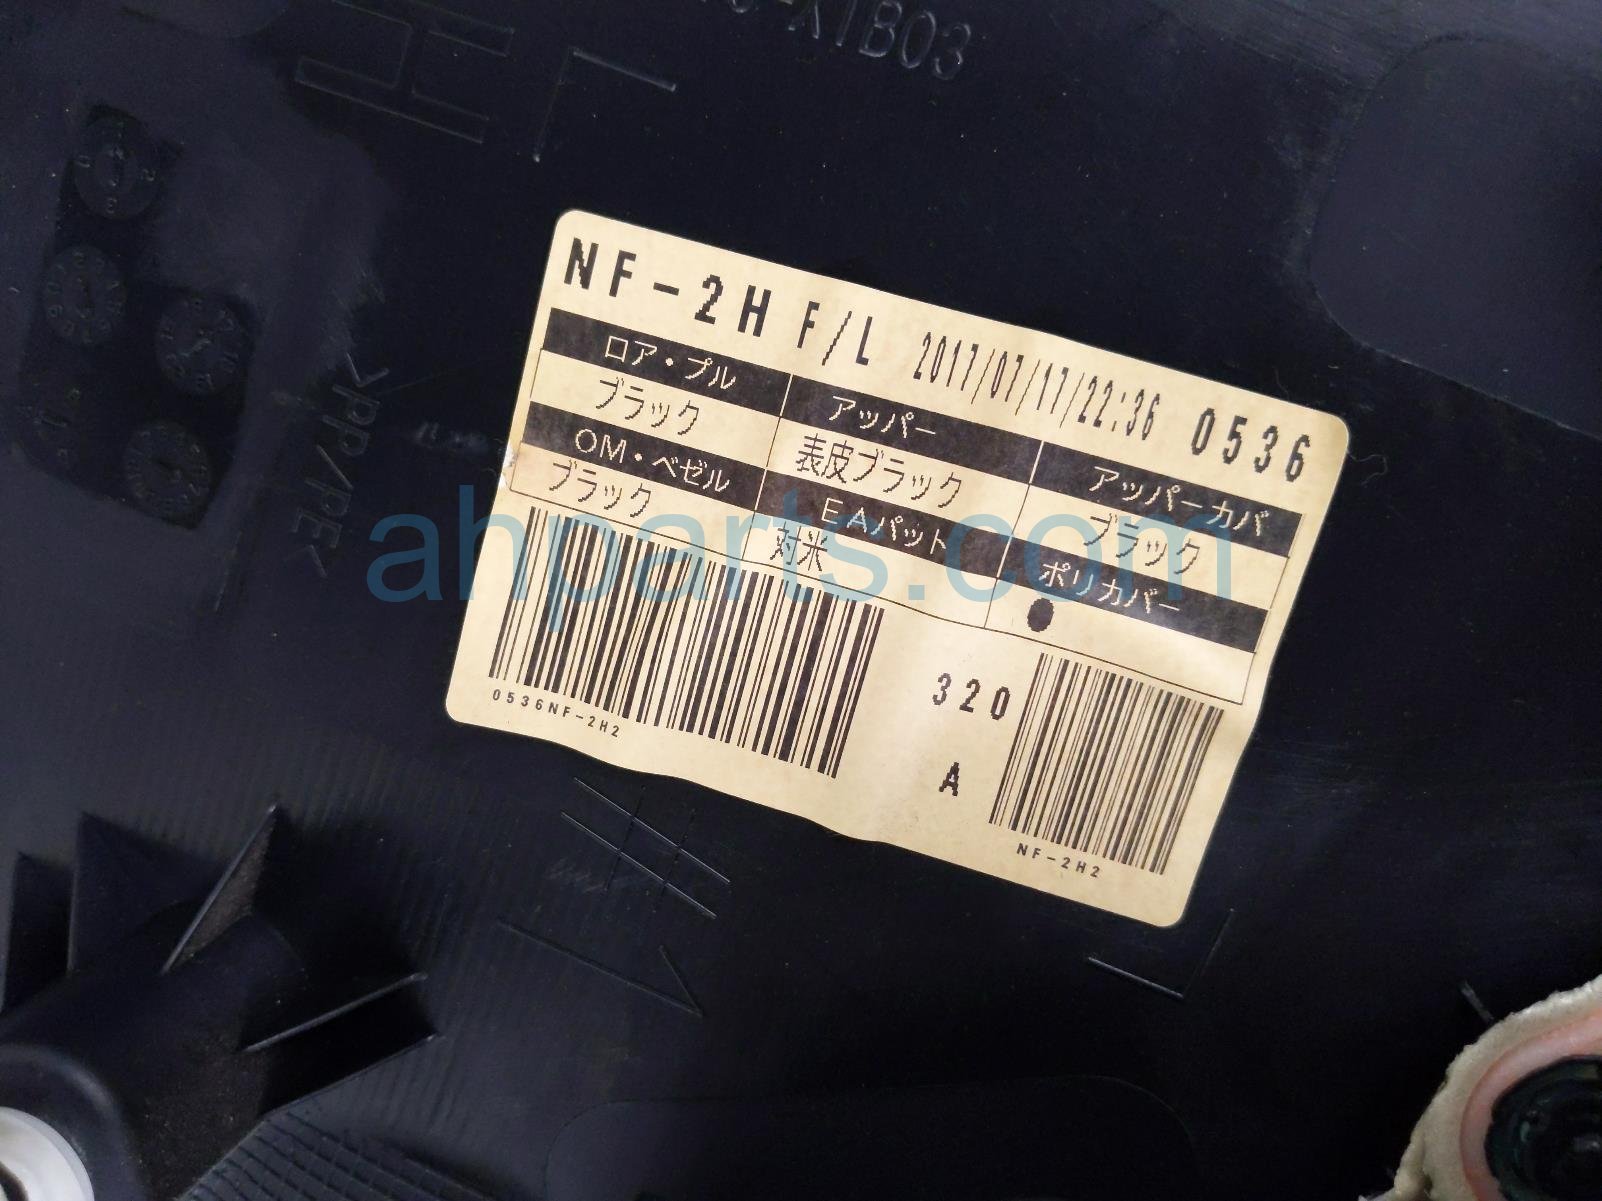 X1B03
NF-2H F/L 2017/07/17/22:36 0536
ロア・プル アッパー アッパーカバ
ブラック 表皮ブラック ブラック
OM・ベゼル EAパット ポリカバー
ブラック 対米 ●
320
A
0536NF-2H2
NF-2H2
>PP/PE<
ahparts.com